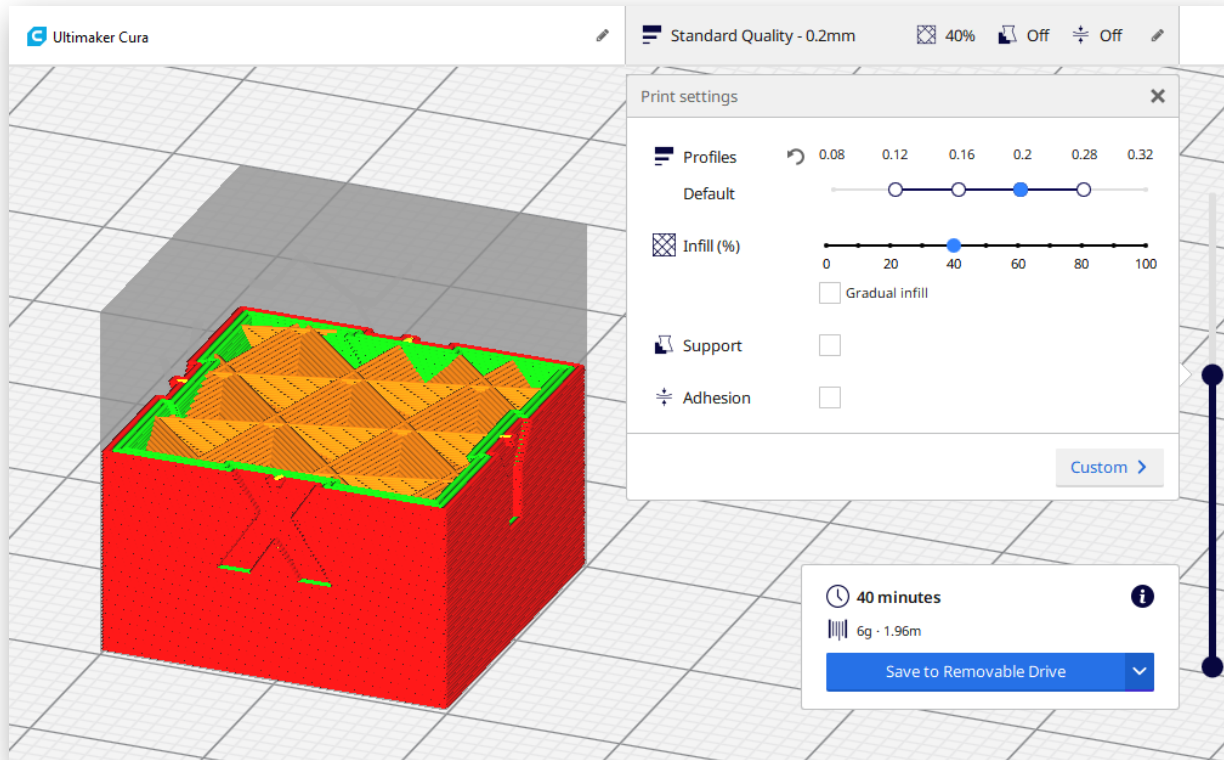 Ultimaker Cura
Standard Quality - 0.2mm 40% Off Off
Print settings
Profiles 0.08 0.12 0.16 0.2 0.28 0.32
Default
Infill (%)
0 20 40 60 80 100
Gradual infill
Support
Adhesion
Custom
40 minutes
6g · 1.96m
Save to Removable Drive
X